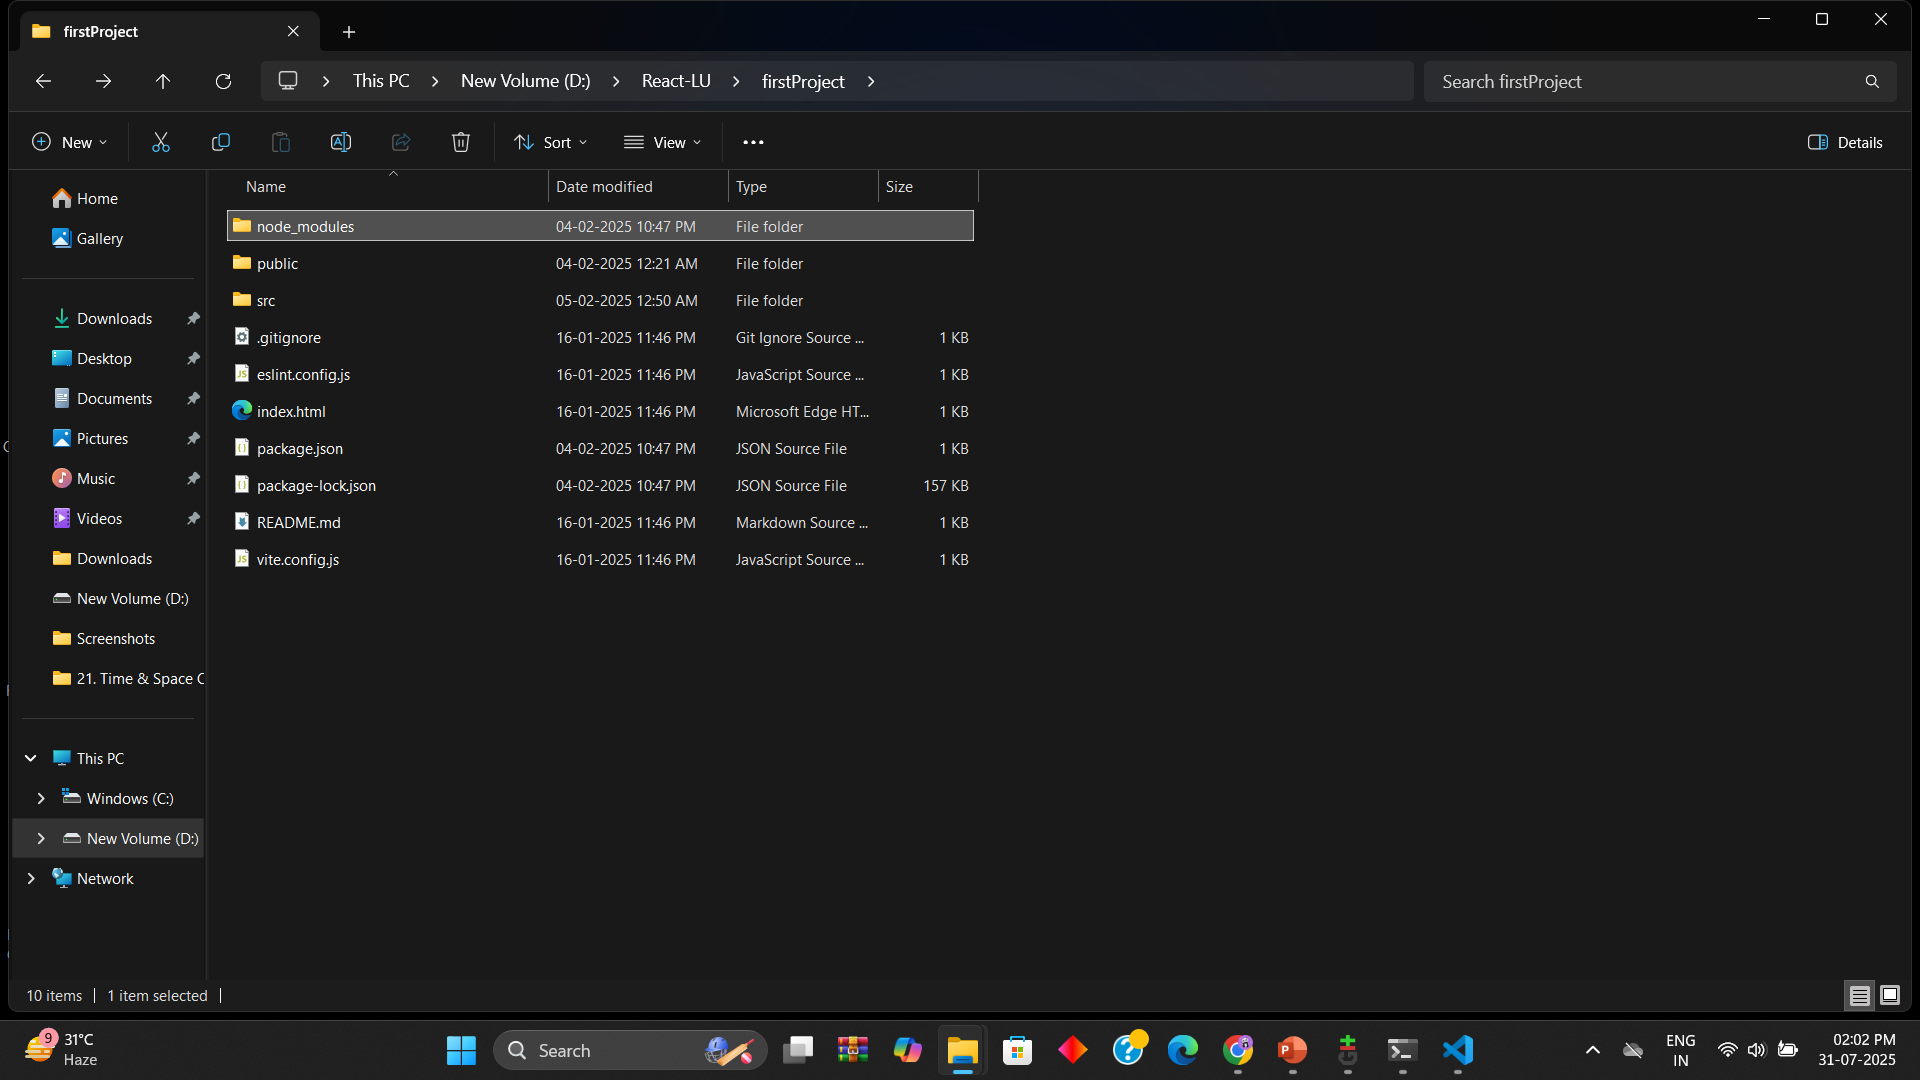 firstProject
This PC
New Volume (D:)
React-LU
firstProject
Search firstProject
New
Sort
View
Details
Name
Date modified
Type
Size
node_modules 04-02-2025 10:47 PM File folder
public 04-02-2025 12:21 AM File folder
src 05-02-2025 12:50 AM File folder
.gitignore 16-01-2025 11:46 PM Git Ignore Source ... 1 KB
eslint.config.js 16-01-2025 11:46 PM JavaScript Source ... 1 KB
index.html 16-01-2025 11:46 PM Microsoft Edge HT... 1 KB
package.json 04-02-2025 10:47 PM JSON Source File 1 KB
package-lock.json 04-02-2025 10:47 PM JSON Source File 157 KB
README.md 16-01-2025 11:46 PM Markdown Source ... 1 KB
vite.config.js 16-01-2025 11:46 PM JavaScript Source ... 1 KB
Home
Gallery
Downloads
Desktop
Documents
Pictures
Music
Videos
Downloads
New Volume (D:)
Screenshots
21. Time & Space C
This PC
Windows (C:)
New Volume (D:)
Network
10 items
1 item selected
9
31°C
Haze
Search
ENG
IN
02:02 PM
31-07-2025